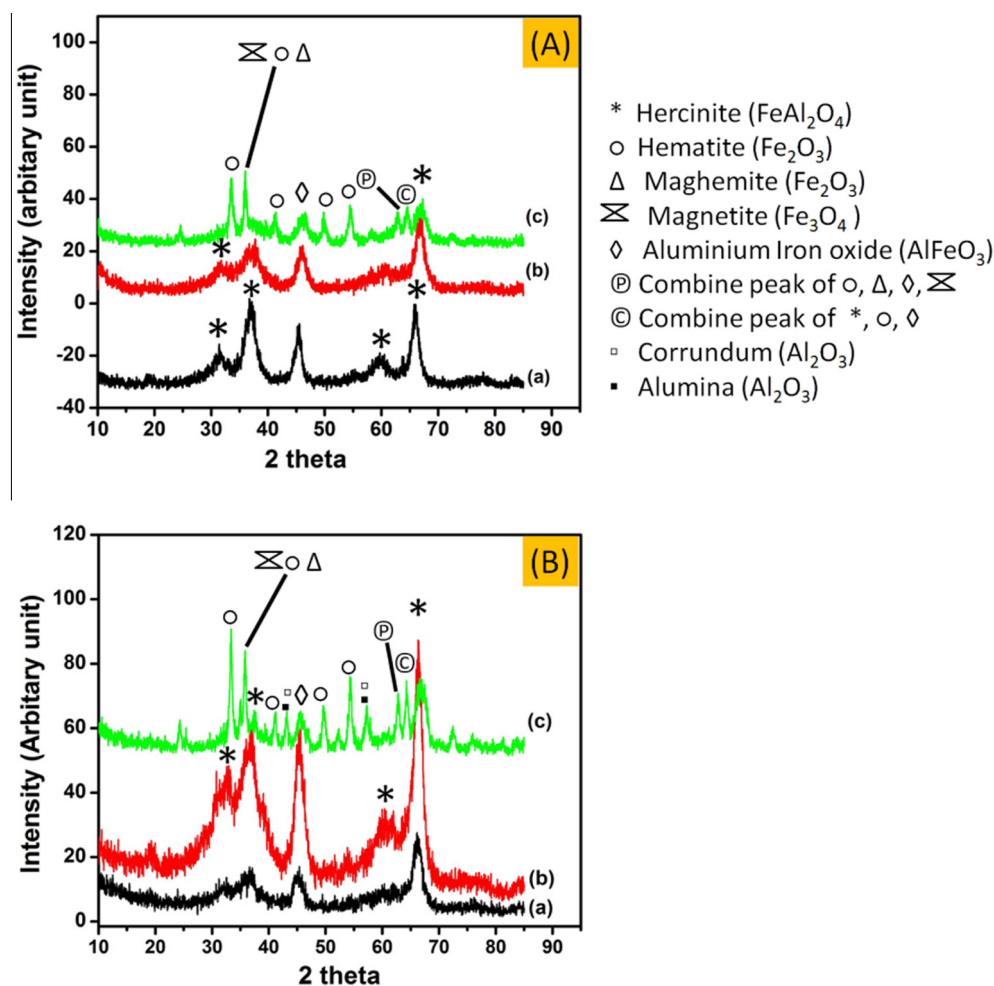 (A)
100
80
60
40
20
0
-20
-40
Intensity (arbitary unit)
Ⓟ
Ⓒ
(c)
(b)
(a)
10 20 30 40 50 60 70 80 90
2 theta
* Hercinite (FeAl₂O₄)
○ Hematite (Fe₂O₃)
Δ Maghemite (Fe₂O₃)
Magnetite (Fe₃O₄ )
◊ Aluminium Iron oxide (AlFeO₃)
Ⓟ Combine peak of ○, Δ, ◊,
Ⓒ Combine peak of *, ○, ◊
□ Corrundum (Al₂O₃)
■ Alumina (Al₂O₃)
(B)
120
100
80
60
40
20
0
Intensity (Arbitary unit)
Ⓟ
Ⓒ
(c)
(b)
(a)
10 20 30 40 50 60 70 80 90
2 theta